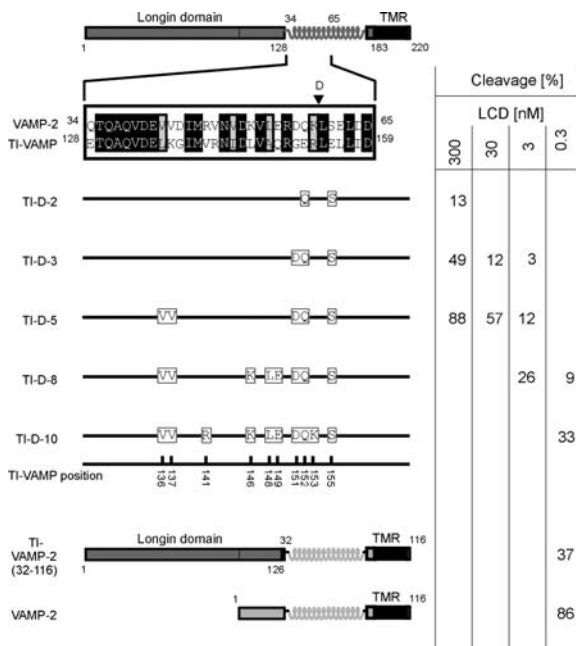 Longin domain 34 65 TMR
1 128 183 220
D
Cleavage [%]
LCD [nM]
300 30 3 0.3
VAMP-2 34 QTQAQVDEVVDIMRVNVDKVLERDQKLSELDD 65
TI-VAMP 128 ETQAQVDELKGIMVRNIDLVAQRGERLELLID 159
TI-D-2 Q S 13
TI-D-3 DQ S 49 12 3
TI-D-5 VV DQ S 88 57 12
TI-D-8 VV K LE DQ S 26 9
TI-D-10 VV R K LE DQK S 33
TI-VAMP position
136 137 141 146 148 149 151 152 153 155
Longin domain 32 TMR 116
TI-
VAMP-2
(32-116)
37
1 126
1 TMR 116
VAMP-2 86